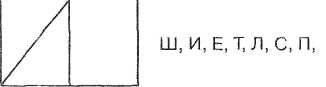 Ш, И, Е, Т, Л, С, П,